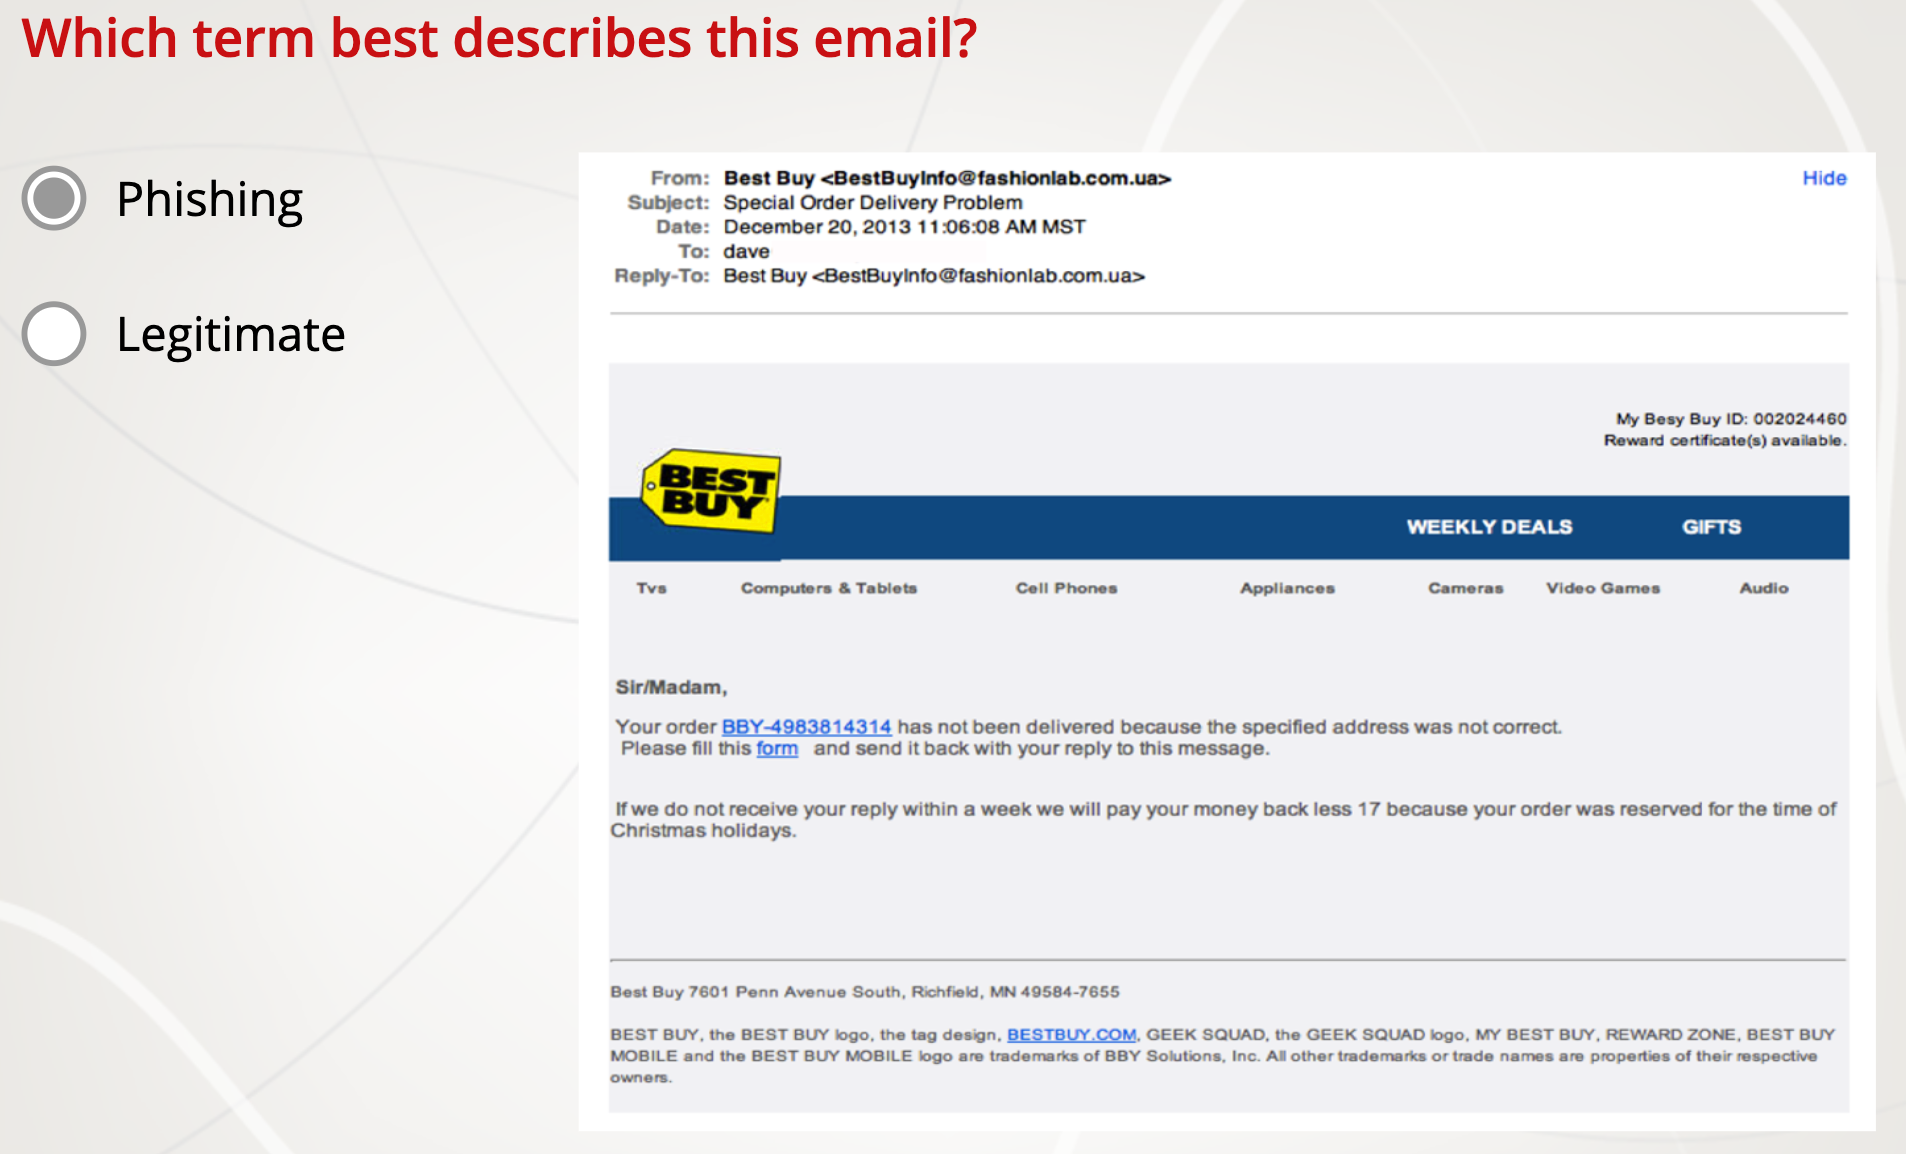 Which term best describes this email?
Phishing
Legitimate
From: Best Buy <BestBuyInfo@fashionlab.com.ua>
Hide
Subject: Special Order Delivery Problem
Date: December 20, 2013 11:06:08 AM MST
To: dave
Reply-To: Best Buy <BestBuyInfo@fashionlab.com.ua>
My Besy Buy ID: 002024460
Reward certificate(s) available.
BEST
BUY
WEEKLY DEALS GIFTS
Tvs Computers & Tablets Cell Phones Appliances Cameras Video Games Audio
Sir/Madam,
Your order BBY-4983814314 has not been delivered because the specified address was not correct.
Please fill this form and send it back with your reply to this message.
If we do not receive your reply within a week we will pay your money back less 17 because your order was reserved for the time of
Christmas holidays.
Best Buy 7601 Penn Avenue South, Richfield, MN 49584-7655
BEST BUY, the BEST BUY logo, the tag design, BESTBUY.COM, GEEK SQUAD, the GEEK SQUAD logo, MY BEST BUY, REWARD ZONE, BEST BUY
MOBILE and the BEST BUY MOBILE logo are trademarks of BBY Solutions, Inc. All other trademarks or trade names are properties of their respective
owners.